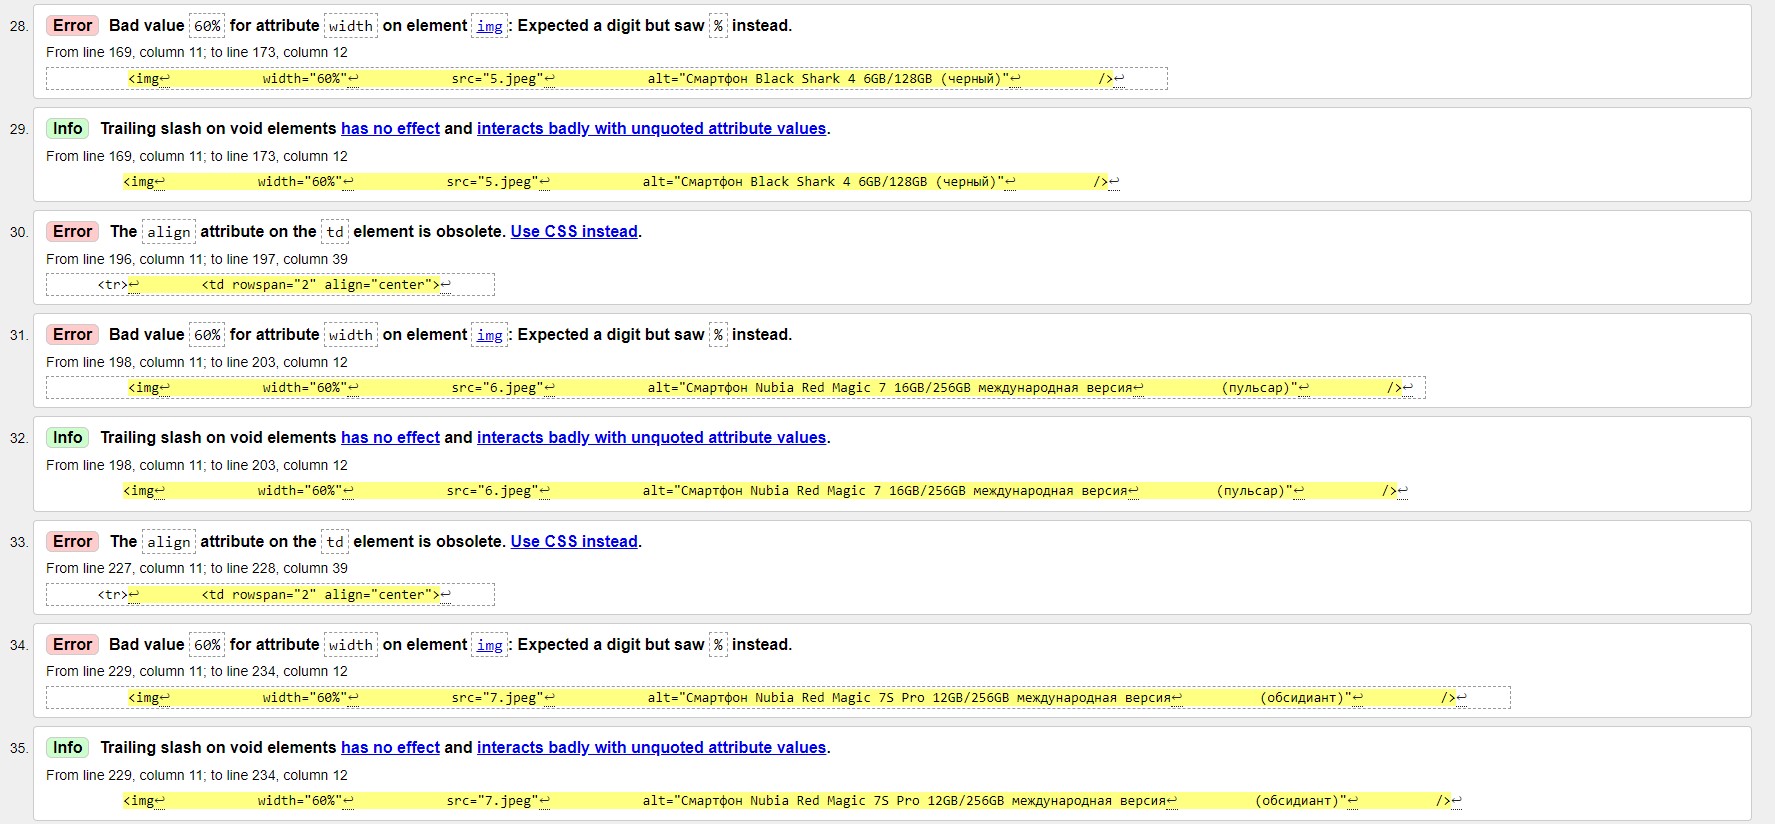 28. Error Bad value 60% for attribute width on element img: Expected a digit but saw % instead.
From line 169, column 11; to line 173, column 12
<img↩ width="60%"↩ src="5.jpeg"↩ alt="Смартфон Black Shark 4 6GB/128GB (черный)"↩ />↩
29. Info Trailing slash on void elements has no effect and interacts badly with unquoted attribute values.
From line 169, column 11; to line 173, column 12
<img↩ width="60%"↩ src="5.jpeg"↩ alt="Смартфон Black Shark 4 6GB/128GB (черный)"↩ />↩
30. Error The align attribute on the td element is obsolete. Use CSS instead.
From line 196, column 11; to line 197, column 39
<tr>↩ <td rowspan="2" align="center">↩
31. Error Bad value 60% for attribute width on element img: Expected a digit but saw % instead.
From line 198, column 11; to line 203, column 12
<img↩ width="60%"↩ src="6.jpeg"↩ alt="Смартфон Nubia Red Magic 7 16GB/256GB международная версия↩ (пульсар)"↩ />↩
32. Info Trailing slash on void elements has no effect and interacts badly with unquoted attribute values.
From line 198, column 11; to line 203, column 12
<img↩ width="60%"↩ src="6.jpeg"↩ alt="Смартфон Nubia Red Magic 7 16GB/256GB международная версия↩ (пульсар)"↩ />↩
33. Error The align attribute on the td element is obsolete. Use CSS instead.
From line 227, column 11; to line 228, column 39
<tr>↩ <td rowspan="2" align="center">↩
34. Error Bad value 60% for attribute width on element img: Expected a digit but saw % instead.
From line 229, column 11; to line 234, column 12
<img↩ width="60%"↩ src="7.jpeg"↩ alt="Смартфон Nubia Red Magic 7S Pro 12GB/256GB международная версия↩ (обсидиант)"↩ />↩
35. Info Trailing slash on void elements has no effect and interacts badly with unquoted attribute values.
From line 229, column 11; to line 234, column 12
<img↩ width="60%"↩ src="7.jpeg"↩ alt="Смартфон Nubia Red Magic 7S Pro 12GB/256GB международная версия↩ (обсидиант)"↩ />↩